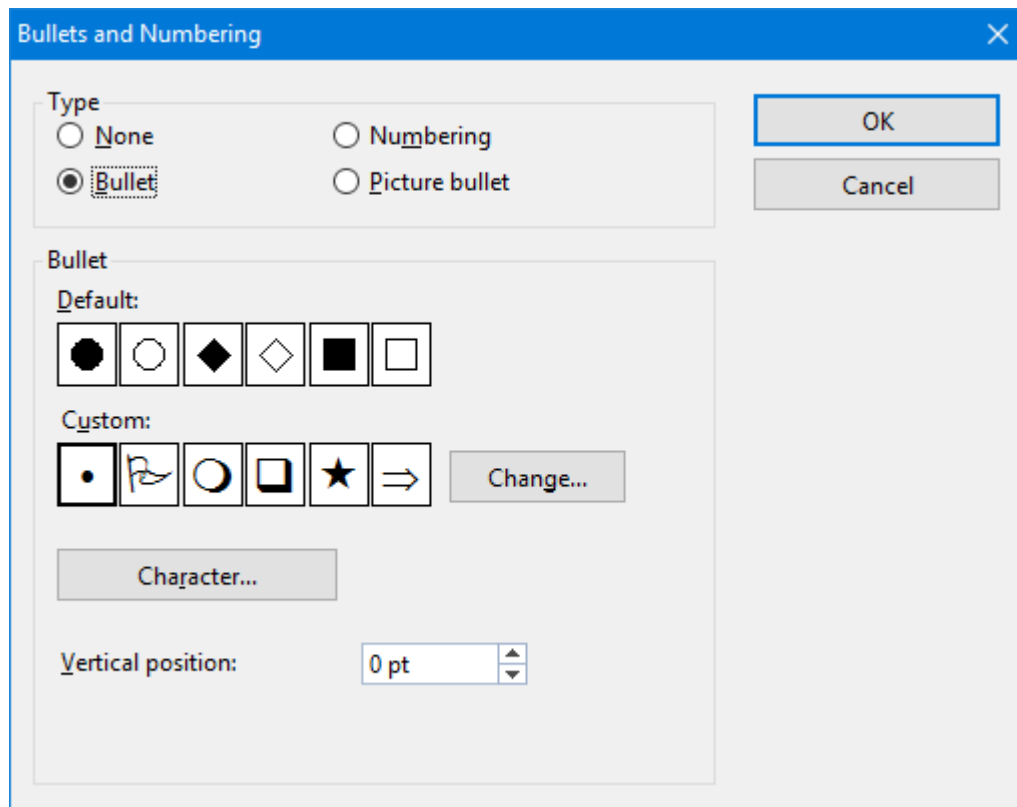 Bullets and Numbering
Type
None
Numbering
Bullet
Picture bullet
OK
Cancel
Bullet
Default:
Custom:
Change...
Character...
Vertical position:
0 pt